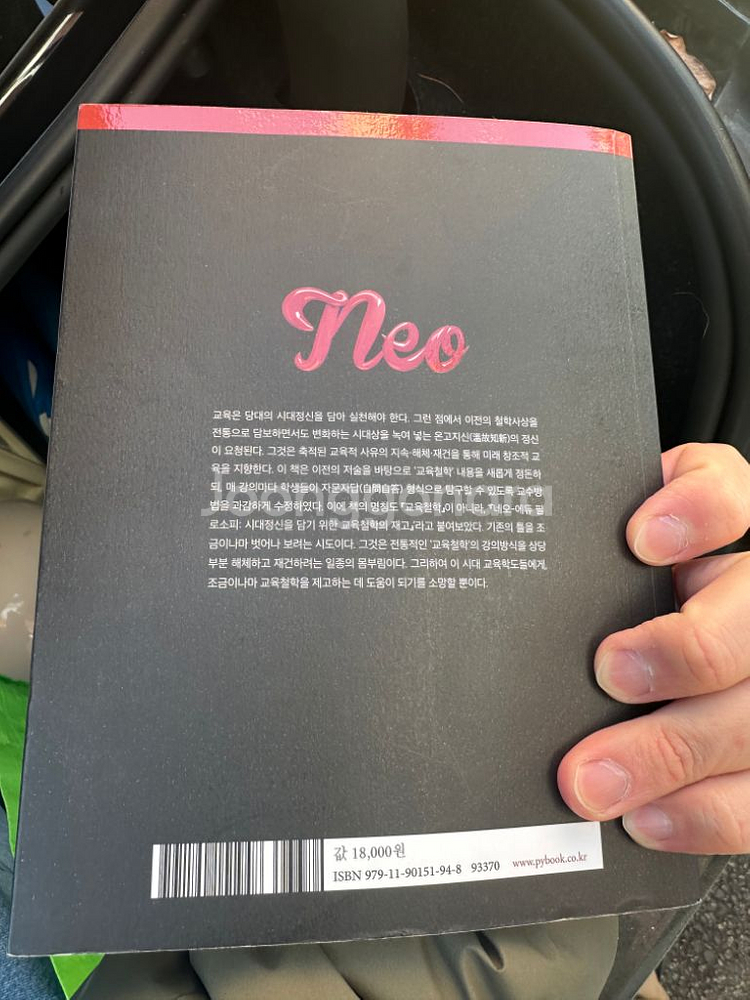 Neo
교육은 당대의 시대정신을 담아 실천해야 한다. 그런 점에서 이전의 철학사상을
전통으로 담보하면서도 변화하는 시대상을 녹여 넣는 온고지신(溫故知新)의 정신
이 요청된다. 그것은 축적된 교육적 사유의 지속·해체·재건을 통해 미래 창조적 교
육을 지향한다. 이 책은 이전의 저술을 바탕으로 '교육철학' 내용을 새롭게 정돈하
되, 매 강의마다 학생들이 자문자답(自問自答) 형식으로 탐구할 수 있도록 교수방
법을 과감하게 수정하였다. 이에 책의 명칭도 『교육철학』이 아니라, 『네오-에듀 필
로소피: 시대정신을 담기 위한 교육철학의 재고』라고 붙여보았다. 기존의 틀을 조
금이나마 벗어나 보려는 시도이다. 그것은 전통적인 '교육철학'의 강의방식을 상당
부분 해체하고 재건하려는 일종의 몸부림이다. 그리하여 이 시대 교육학도들에게,
조금이나마 교육철학을 제고하는 데 도움이 되기를 소망할 뿐이다.
Joonggonara
값 18,000원
ISBN 979-11-90151-94-8 93370
www.pybook.co.kr